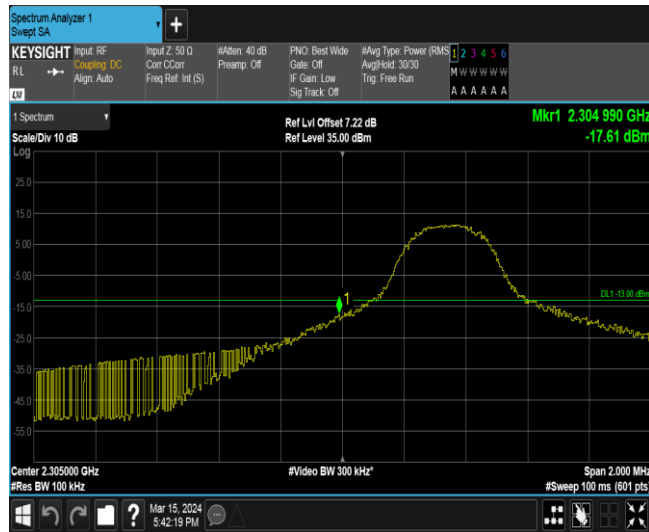 Spectrum Analyzer 1
Swept SA
+
KEYSIGHT
RL
LXI
Input: RF
Coupling: DC
Align: Auto
Input Z: 50 Ω
Corr CCorr
Freq Ref: Int (S)
#Atten: 40 dB
Preamp: Off
PNO: Best Wide
Gate: Off
IF Gain: Low
Sig Track: Off
#Avg Type: Power (RMS
Avg|Hold: 30/30
Trig: Free Run
1 2 3 4 5 6
M W W W W W
A A A A A A
1 Spectrum
Scale/Div 10 dB
Log
Ref Lvl Offset 7.22 dB
Ref Level 35.00 dBm
Mkr1 2.304 990 GHz
-17.61 dBm
25.0
15.0
5.00
-5.00
-15.0
-25.0
-35.0
-45.0
-55.0
1
DL1 -13.00 dBm
Center 2.305000 GHz
#Res BW 100 kHz
#Video BW 300 kHz*
Span 2.000 MHz
#Sweep 100 ms (601 pts)
?
Mar 15, 2024
5:42:19 PM